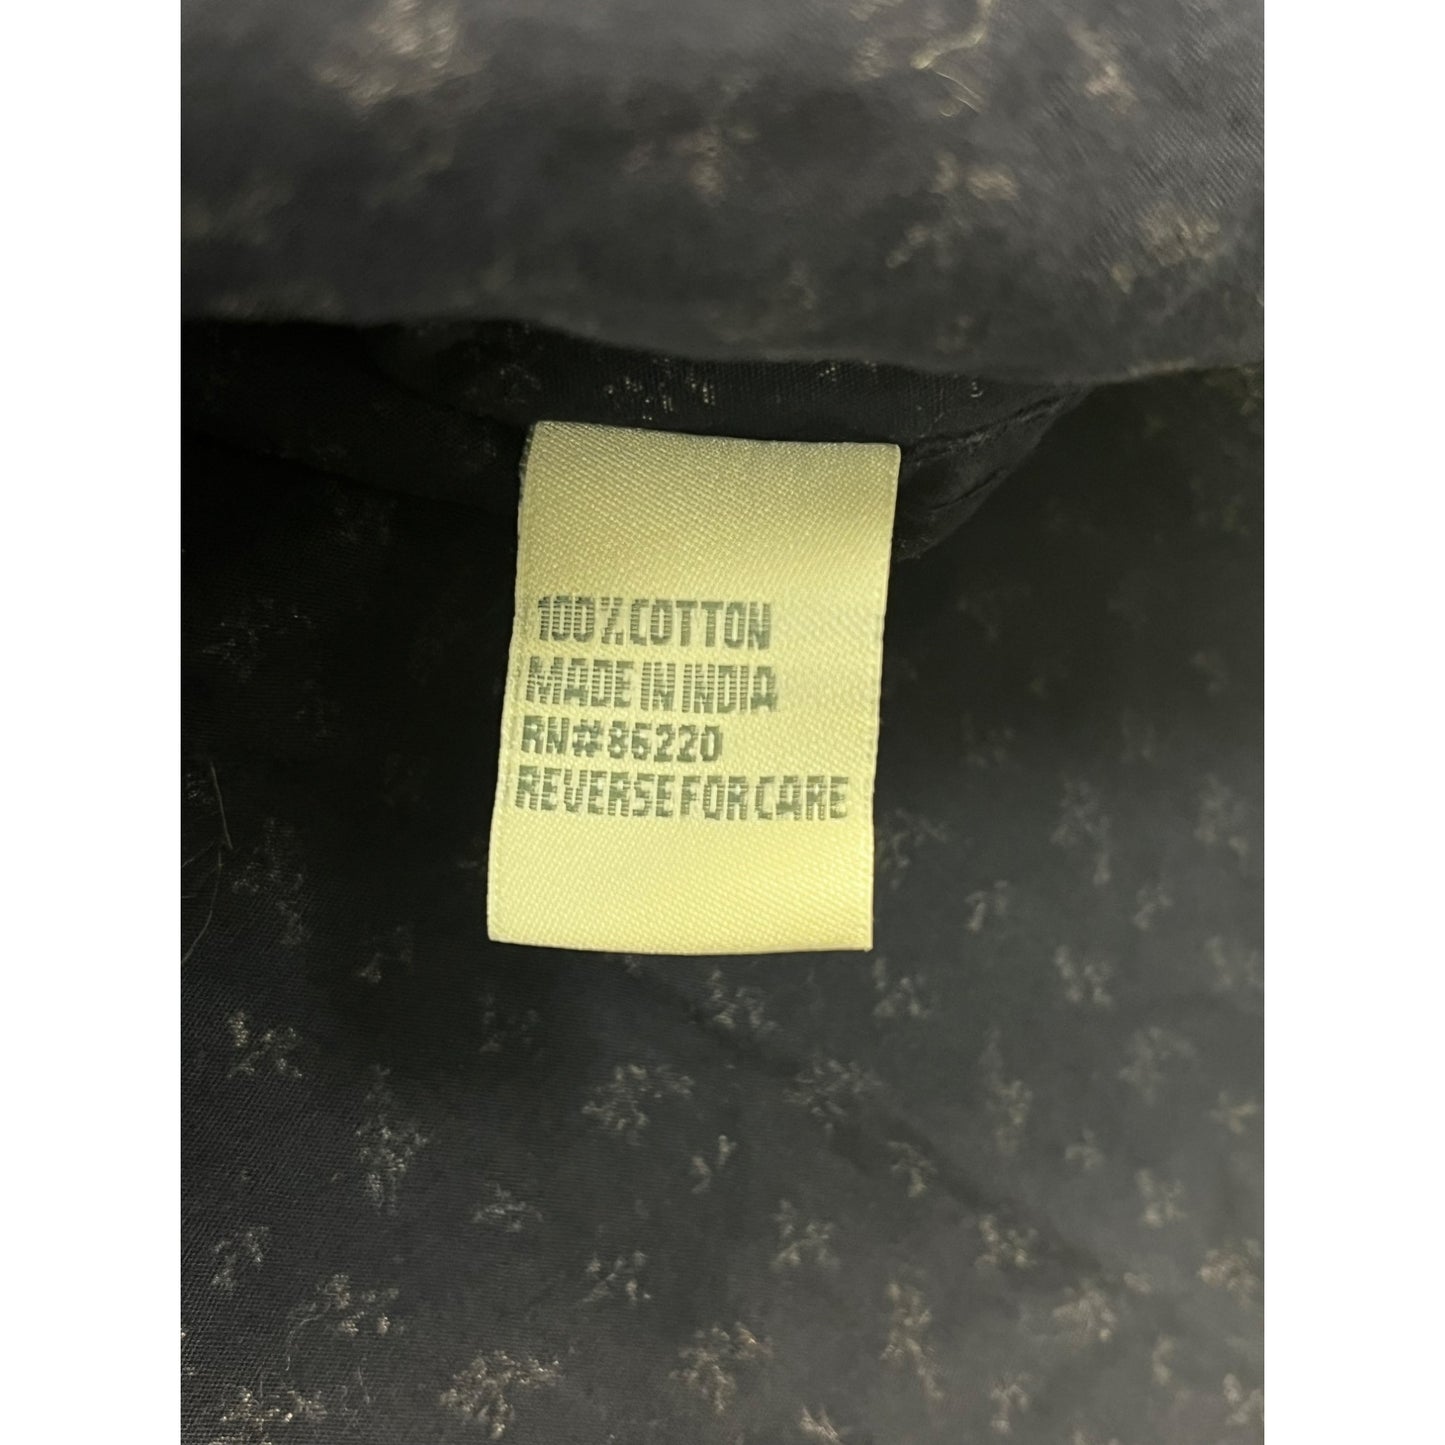 100% COTTON
MADE IN INDIA
RN#86220
REVERSE FOR CARE